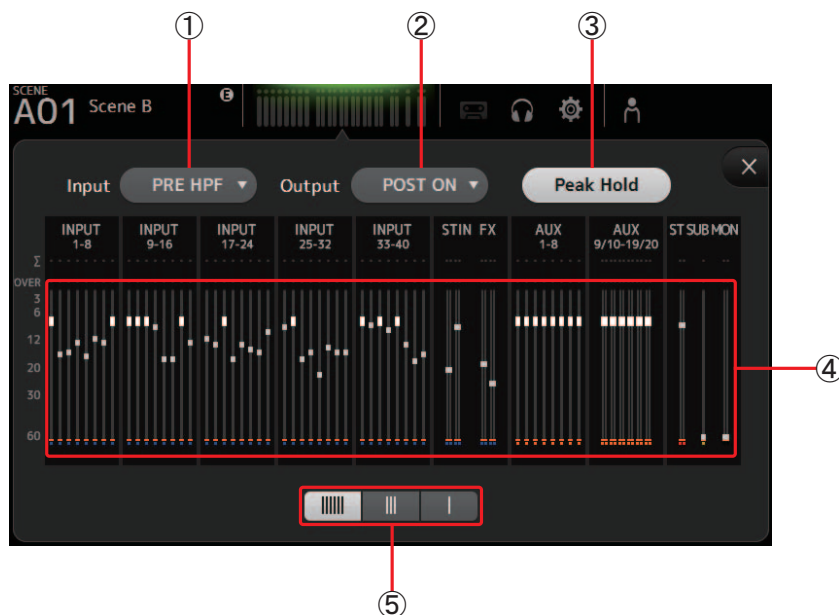 ① ② ③
SCENE
A01 Scene B E
Input PRE HPF ▼ Output POST ON ▼ Peak Hold ×
INPUT INPUT INPUT INPUT INPUT STIN FX AUX AUX ST SUB MON
1-8 9-16 17-24 25-32 33-40 1-8 9/10-19/20
Σ
OVER
3
6
12
20
30
60
④
⑤